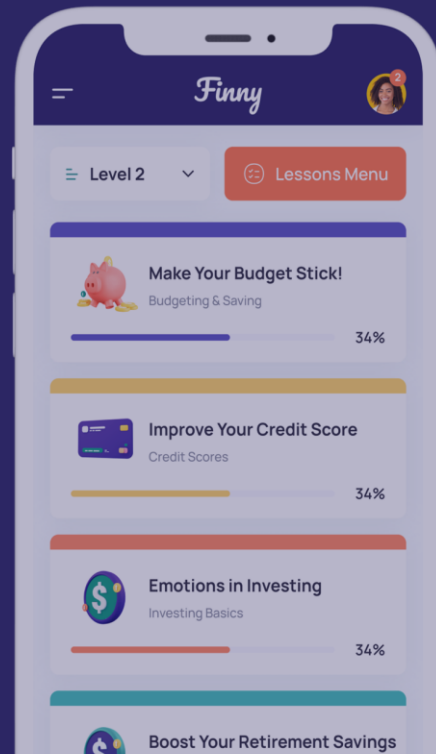 Finny
2
Level 2
Lessons Menu
Make Your Budget Stick!
Budgeting & Saving
34%
Improve Your Credit Score
Credit Scores
34%
Emotions in Investing
Investing Basics
34%
Boost Your Retirement Savings